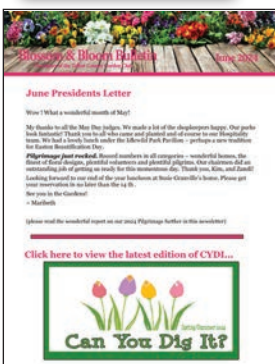 Blossom & Bloom Bulletin
June 2024
June Presidents Letter
Wow ! What a wonderful month of May!
My thanks to all the May Day judges. We made a lot of the shopkeepers happy. Our parks
look fantastic! Thank you to all who came and planted and of course to our Hospitality
team. We had a lovely lunch under the Idlewild Park Pavilion – perhaps a new tradition
for Easton Beautification Day.
Pilgrimage just rocked. Record numbers in all categories – wonderful homes, the
finest of floral designs, plentiful volunteers and plentiful sponsors. Our chairmen did an
outstanding job of getting us ready for this momentous day. Thank you, Kim, and Zandi!
Looking forward to our end of the year luncheon at Susie Granville's home. Please get
your reservation in no later than the 14 th .
See you in the Gardens!
~ Maribeth
(please read the wonderful report on our 2024 Pilgrimage further in this newsletter)
Click here to view the latest edition of CYDI...
Spring/Summer 2024
Can You Dig It?